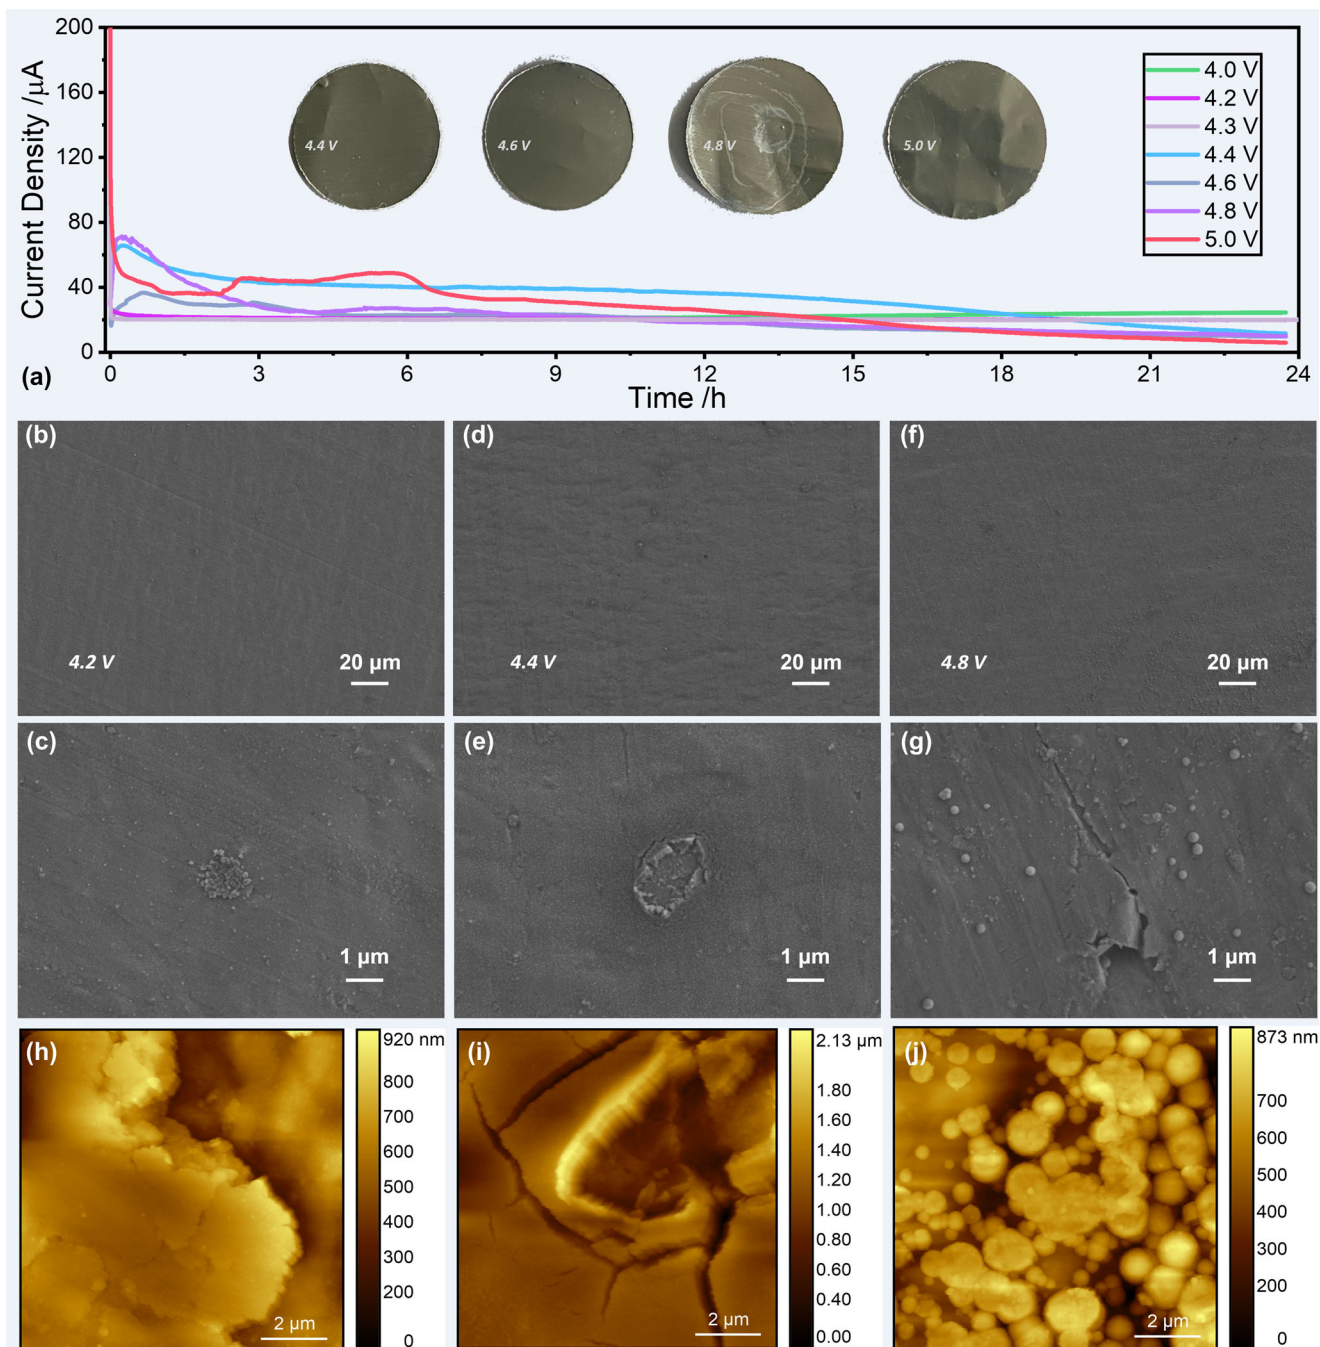 200
160
120
80
40
0
Current Density /μA
4.4 V
4.6 V
4.8 V
5.0 V
4.0 V
4.2 V
4.3 V
4.4 V
4.6 V
4.8 V
5.0 V
0 3 6 9 12 15 18 21 24
Time /h
(a)
(b)
4.2 V
20 μm
(d)
4.4 V
20 μm
(f)
4.8 V
20 μm
(c)
1 μm
(e)
1 μm
(g)
1 μm
(h)
2 μm
920 nm
800
700
600
500
400
300
200
0
(i)
2 μm
2.13 μm
1.80
1.60
1.40
1.20
1.00
0.80
0.60
0.40
0.00
(j)
2 μm
873 nm
700
600
500
400
300
200
0